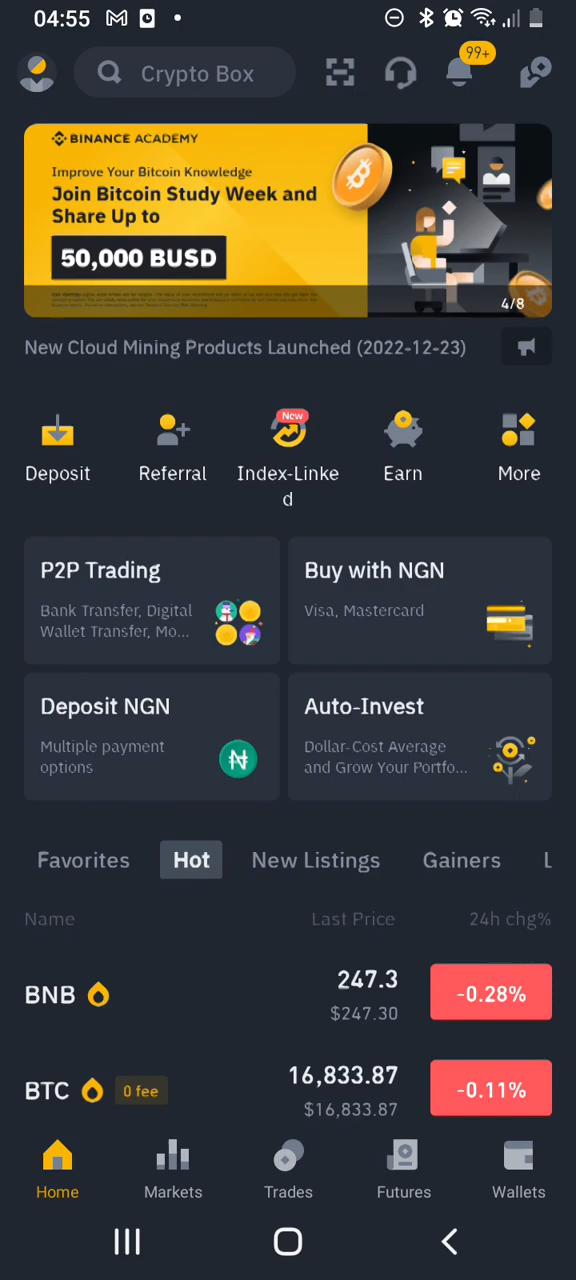 04:55
99+
Crypto Box
BINANCE ACADEMY
Improve Your Bitcoin Knowledge
Join Bitcoin Study Week and
Share Up to
50,000 BUSD
4/8
New Cloud Mining Products Launched (2022-12-23)
New
Deposit
Referral
Index-Linke
d
Earn
More
P2P Trading
Bank Transfer, Digital
Wallet Transfer, Mo...
Buy with NGN
Visa, Mastercard
Deposit NGN
Multiple payment
options
Auto-Invest
Dollar-Cost Average
and Grow Your Portfo...
Favorites Hot New Listings Gainers L
Name Last Price 24h chg%
BNB 247.3 -0.28%
$247.30
BTC 0 fee 16,833.87 -0.11%
$16,833.87
Home Markets Trades Futures Wallets